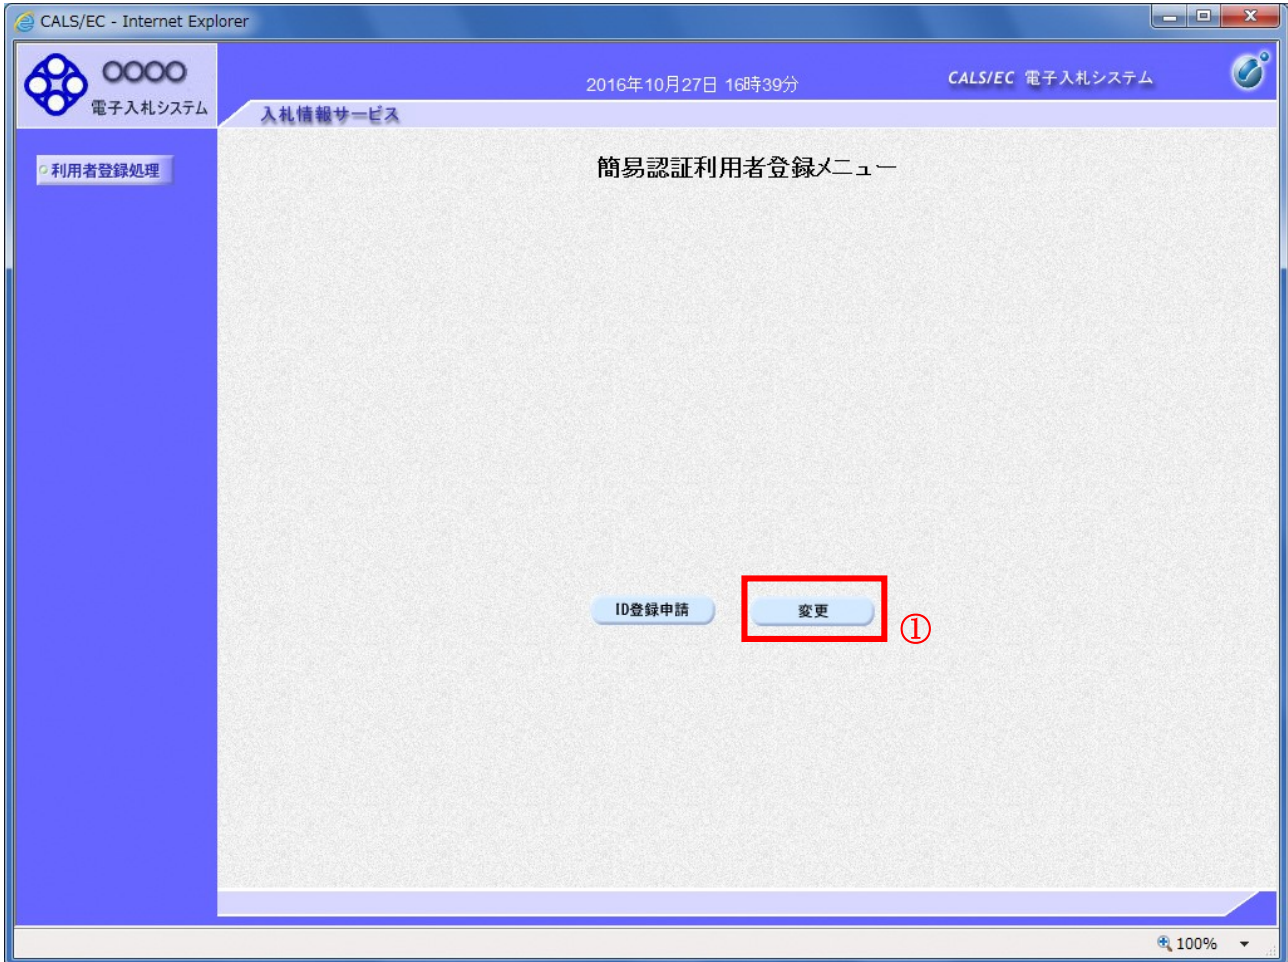 CALS/EC - Internet Explorer
○○○○
電子入札システム
2016年10月27日 16時39分
CALS/EC 電子入札システム
入札情報サービス
利用者登録処理
簡易認証利用者登録メニュー
ID登録申請
変更
①
100%